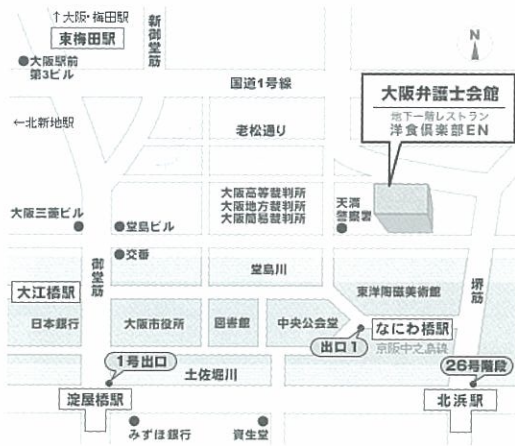 ↑大阪・梅田駅
東梅田駅
新御堂筋
N
大阪駅前
第3ビル
国道1号線
大阪弁護士会館
地下一階レストラン
洋食倶楽部EN
←北新地駅
老松通り
大阪高等裁判所
大阪地方裁判所
大阪簡易裁判所
天満
警察署
大阪三菱ビル
堂島ビル
交番
御堂筋
堂島川
堺筋
大江橋駅
東洋陶磁美術館
日本銀行
大阪市役所
図書館
中央公会堂
なにわ橋駅
出口1
京阪中之島線
1号出口
土佐堀川
26号階段
淀屋橋駅
北浜駅
みずほ銀行
資生堂